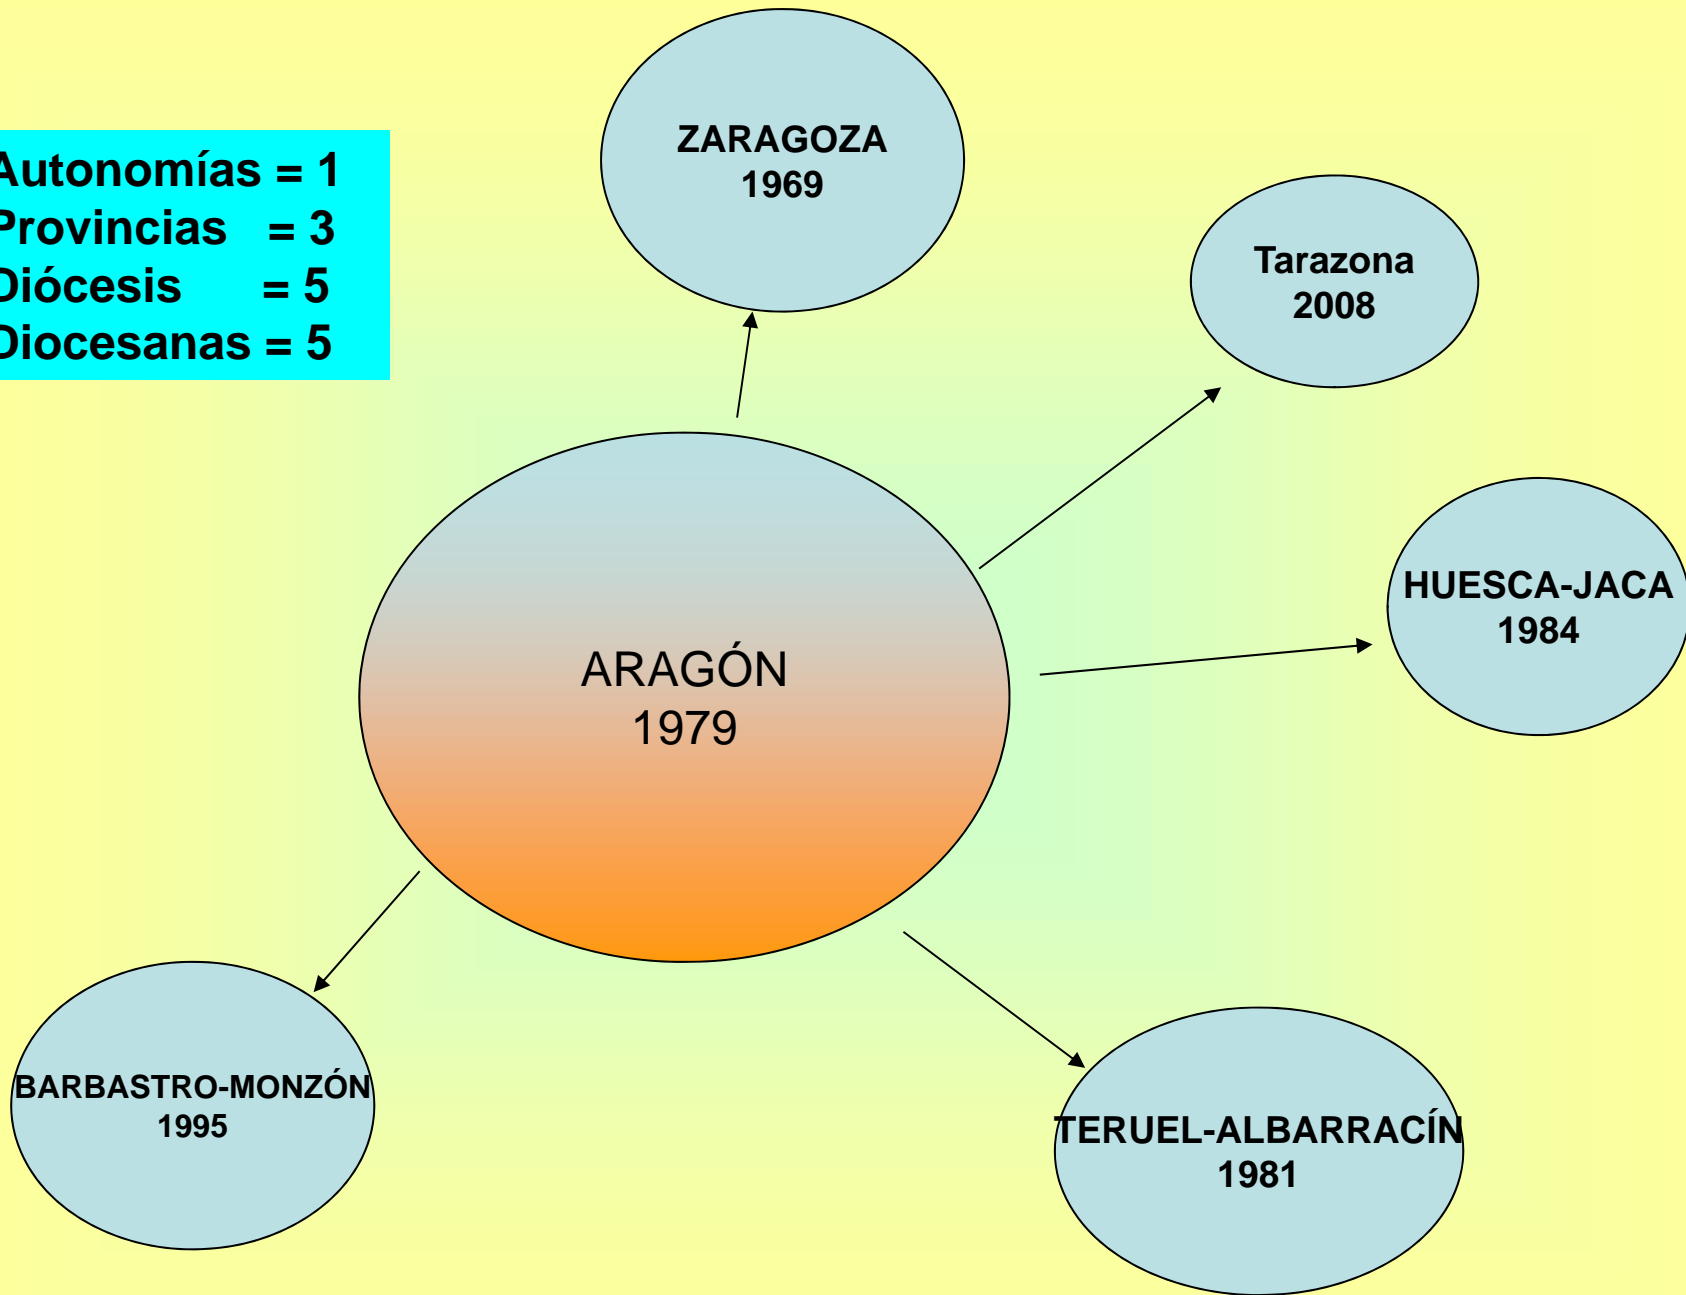 ZARAGOZA
1969
Autonomías = 1
Provincias = 3
Diócesis = 5
Diocesanas = 5
Tarazona
2008
HUESCA-JACA
1984
ARAGÓN
1979
BARBASTRO-MONZÓN
1995
TERUEL-ALBARRACÍN
1981